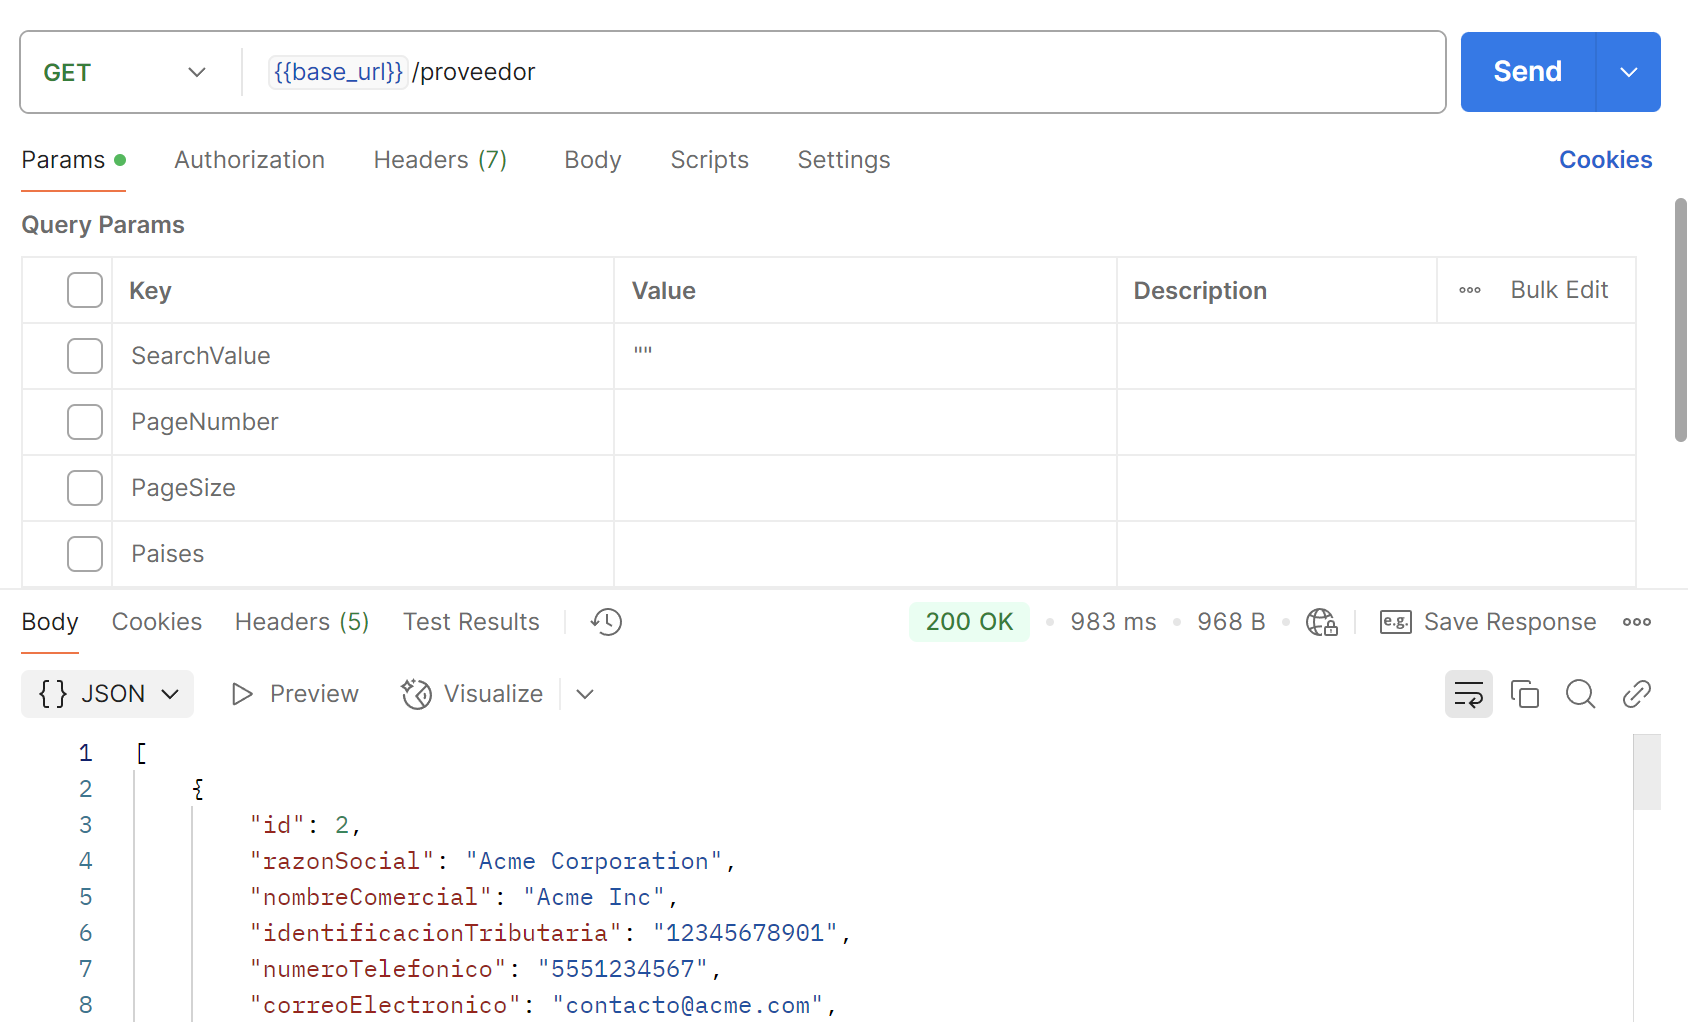 GET {{base_url}} /proveedor Send
Params Authorization Headers (7) Body Scripts Settings Cookies
Query Params
Key Value Description Bulk Edit
SearchValue ""
PageNumber
PageSize
Paises
Body Cookies Headers (5) Test Results 200 OK 983 ms 968 B e.g. Save Response
{} JSON Preview Visualize
1 [
2 {
3 "id": 2,
4 "razonSocial": "Acme Corporation",
5 "nombreComercial": "Acme Inc",
6 "identificacionTributaria": "12345678901",
7 "numeroTelefonico": "5551234567",
8 "correoElectronico": "contacto@acme.com",